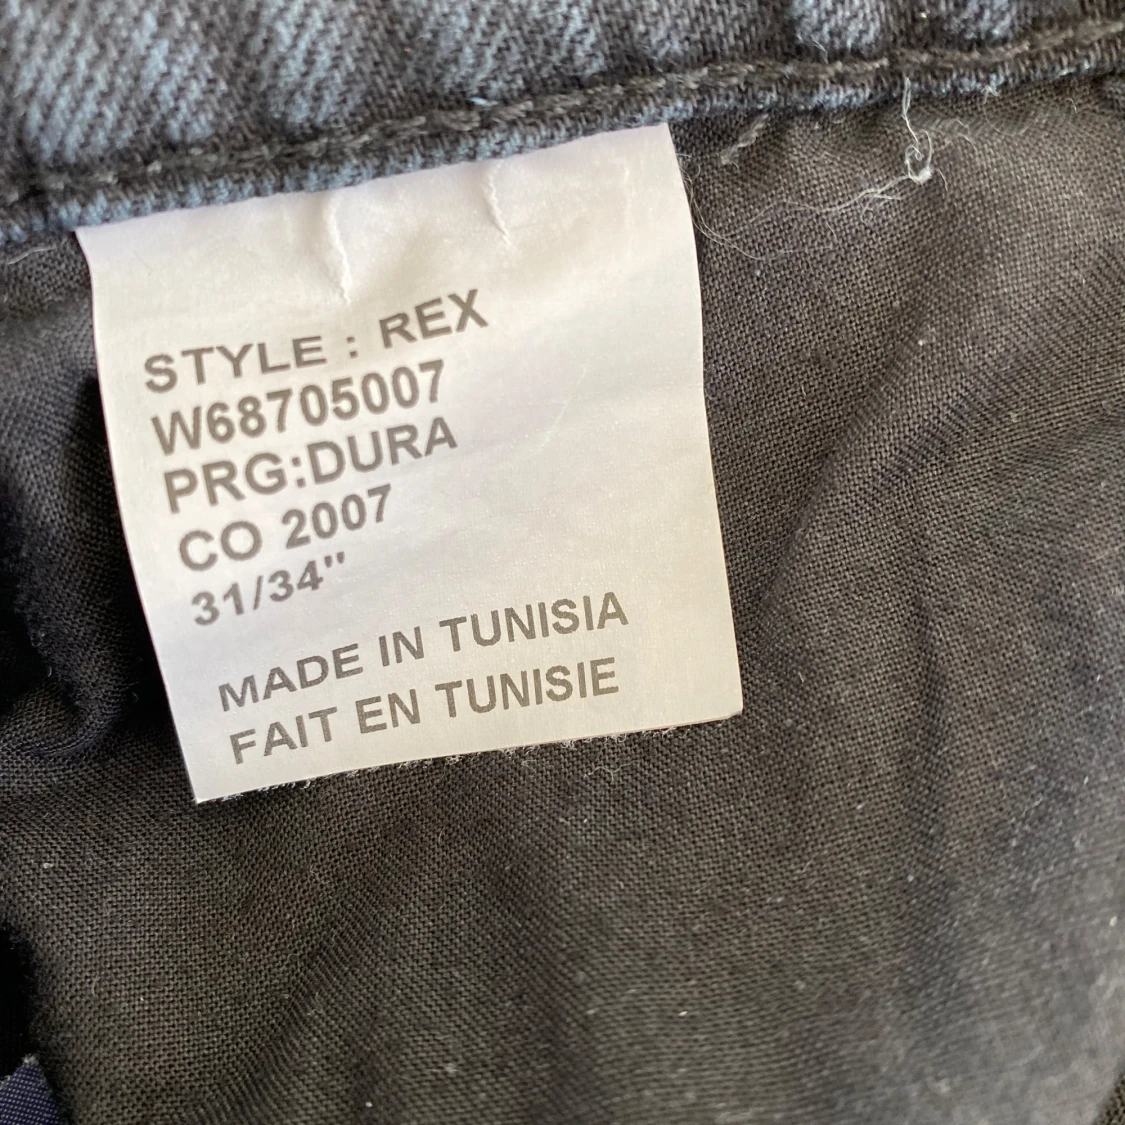 STYLE : REX
W68705007
PRG:DURA
CO 2007
31/34"
MADE IN TUNISIA
FAIT EN TUNISIE